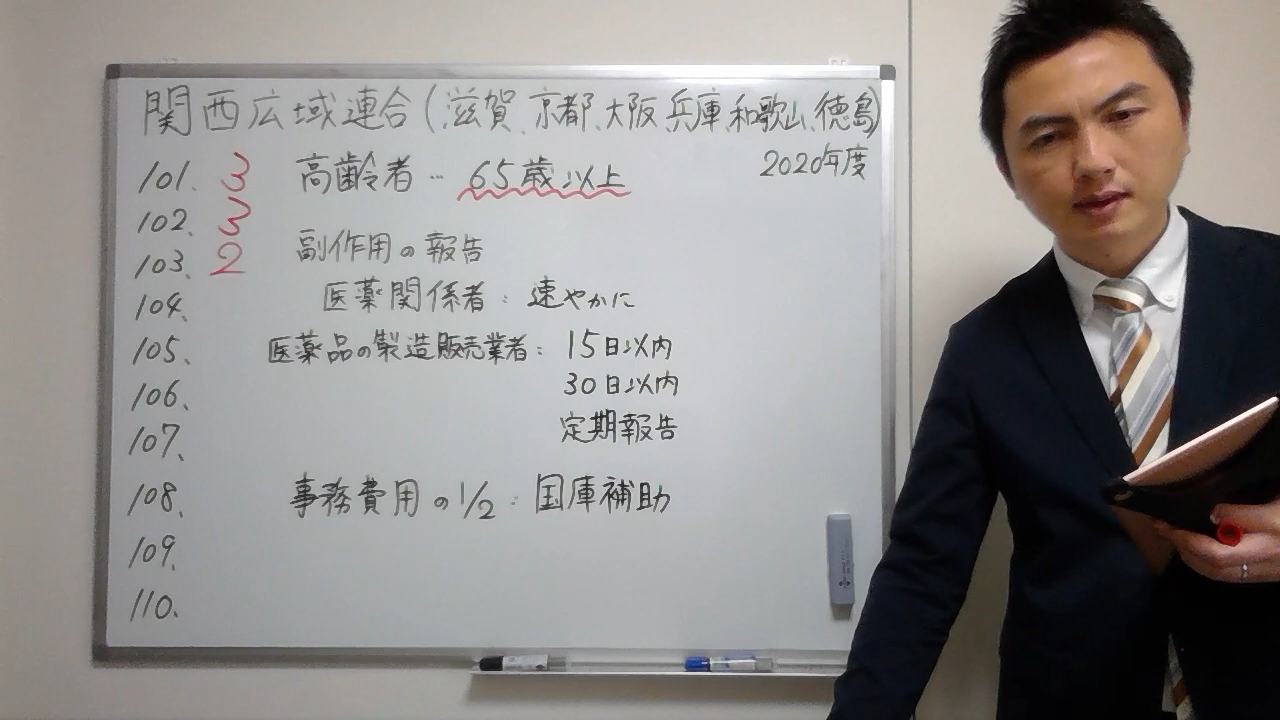 関西広域連合(滋賀、京都、大阪、兵庫、和歌山、徳島)
2020年度
101、 3 高齢者… 65歳以上
102、 3
103、 2 副作用の報告
104、 医薬関係者：速やかに
105、 医薬品の製造販売業者：15日以内
106、 30日以内
107、 定期報告
108、 事務費用の1/2：国庫補助
109、
110、